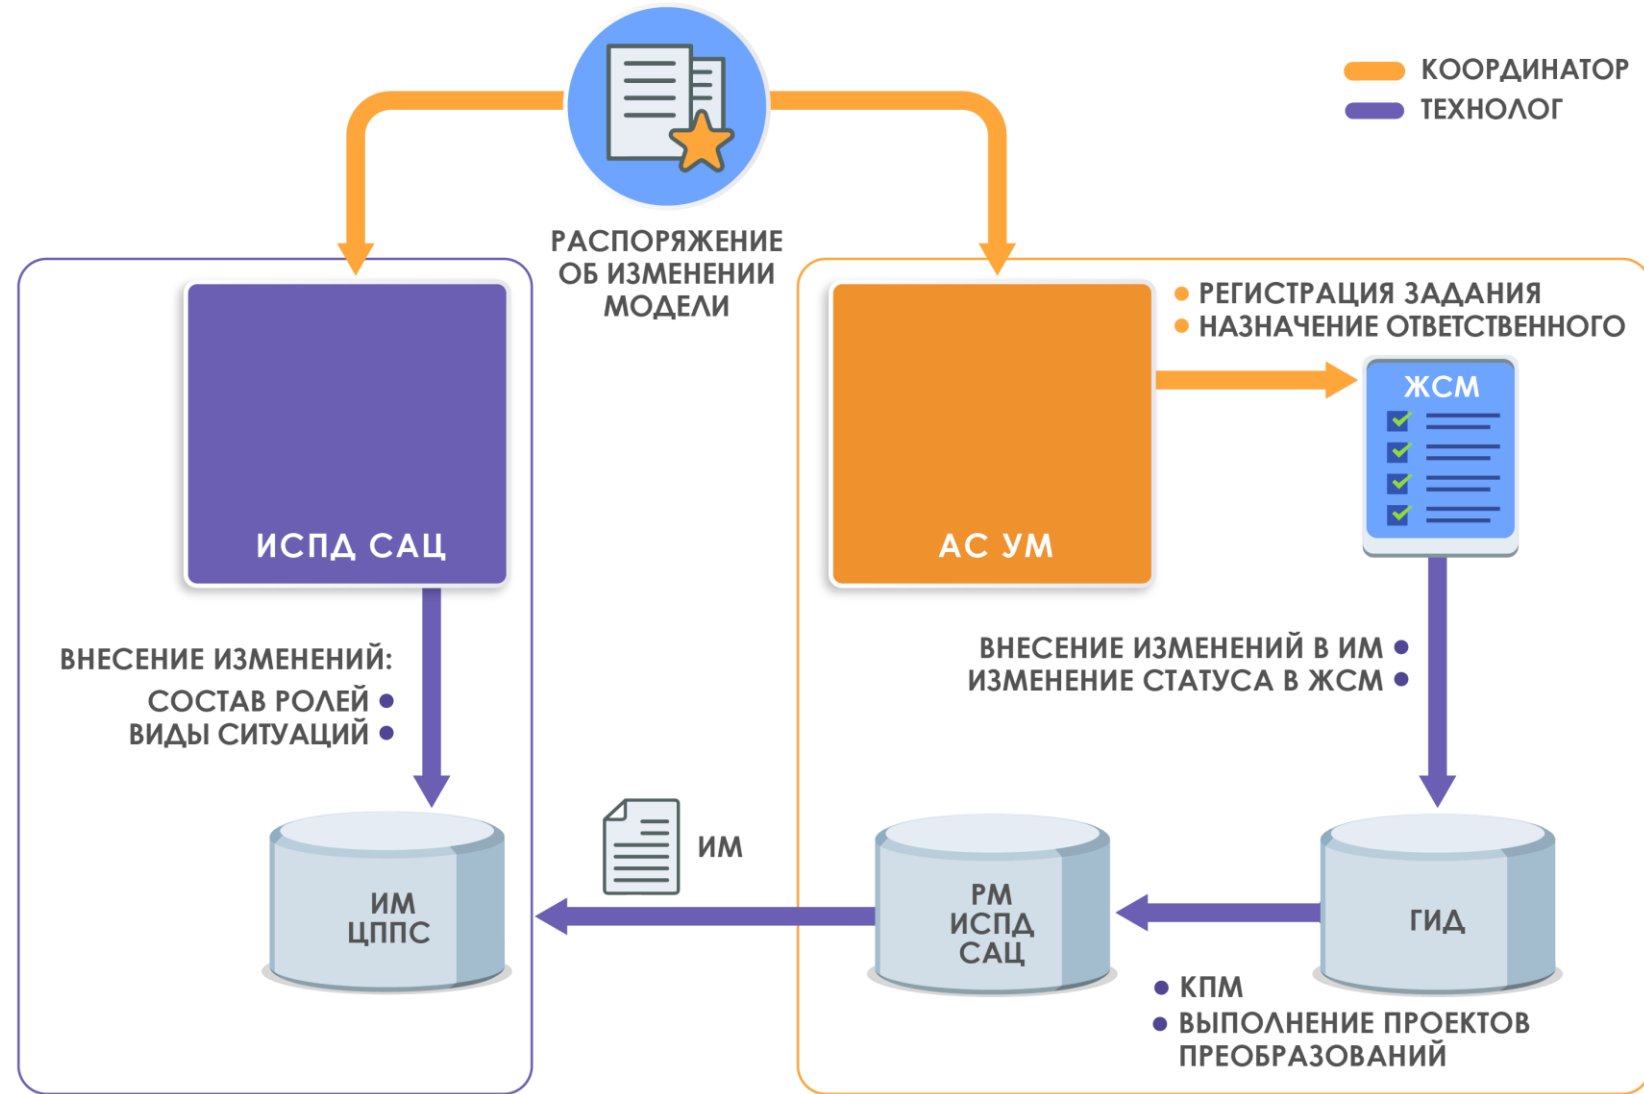 КООРДИНАТОР
ТЕХНОЛОГ
РАСПОРЯЖЕНИЕ
ОБ ИЗМЕНЕНИИ
МОДЕЛИ
ИСПД САЦ
АС УМ
РЕГИСТРАЦИЯ ЗАДАНИЯ
НАЗНАЧЕНИЕ ОТВЕТСТВЕННОГО
ЖСМ
ВНЕСЕНИЕ ИЗМЕНЕНИЙ:
СОСТАВ РОЛЕЙ
ВИДЫ СИТУАЦИЙ
ВНЕСЕНИЕ ИЗМЕНЕНИЙ В ИМ
ИЗМЕНЕНИЕ СТАТУСА В ЖСМ
ИМ
ЦППС
ИМ
РМ
ИСПД
САЦ
ГИД
КПМ
ВЫПОЛНЕНИЕ ПРОЕКТОВ
ПРЕОБРАЗОВАНИЙ